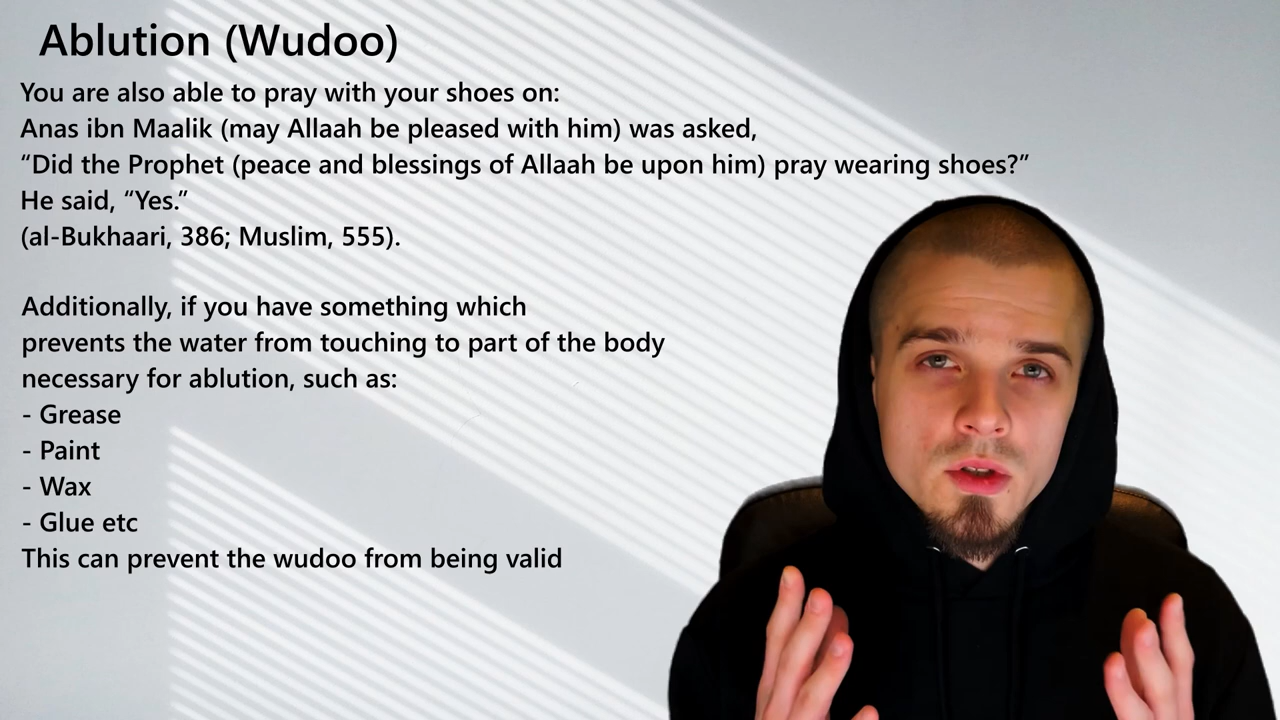 Ablution (Wudoo)
You are also able to pray with your shoes on:
Anas ibn Maalik (may Allaah be pleased with him) was asked,
“Did the Prophet (peace and blessings of Allaah be upon him) pray wearing shoes?”
He said, “Yes.”
(al-Bukhaari, 386; Muslim, 555).
Additionally, if you have something which
prevents the water from touching to part of the body
necessary for ablution, such as:
- Grease
- Paint
- Wax
- Glue etc
This can prevent the wudoo from being valid